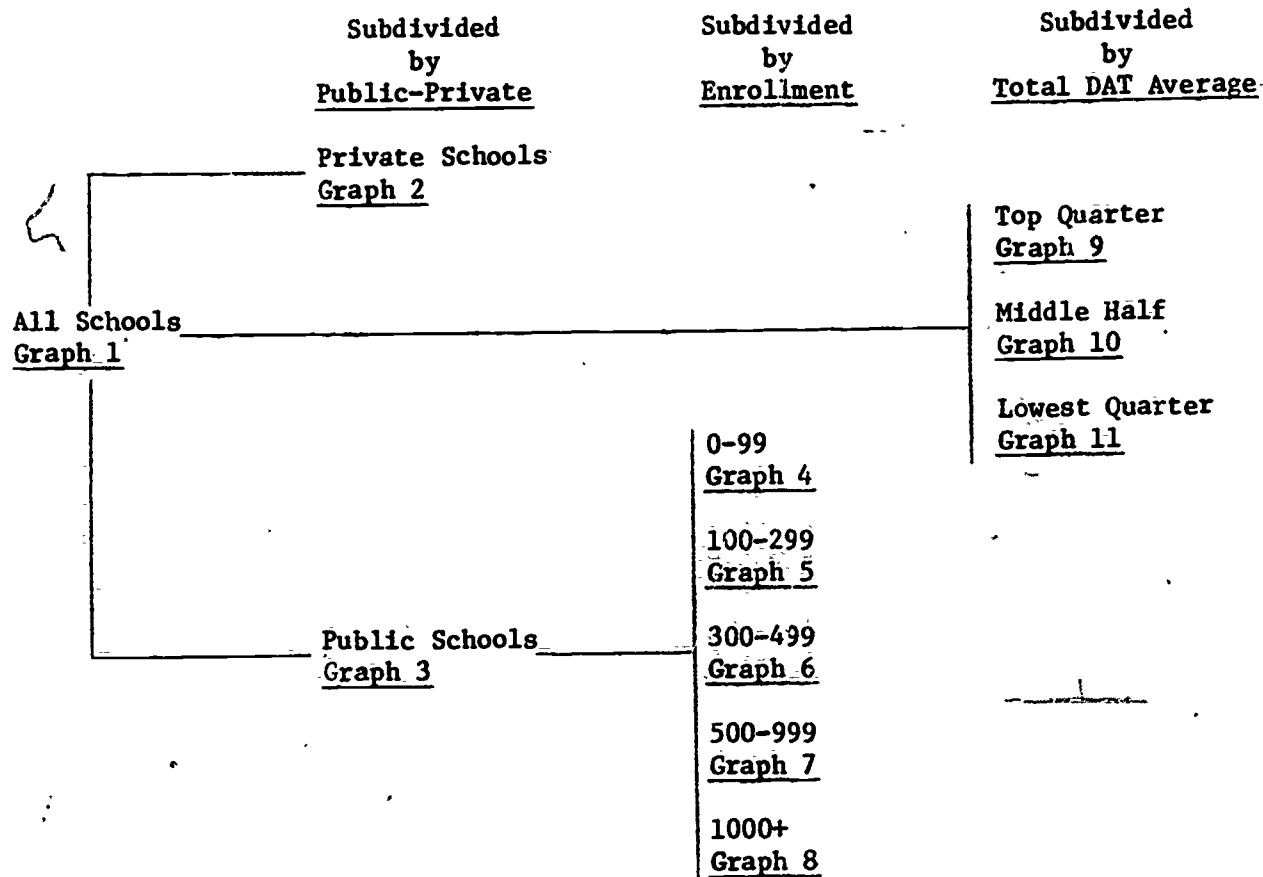 Subdivided
by
Public-Private
Subdivided
by
Enrollment
Subdivided
by
Total DAT Average
Private Schools
Graph 2
All Schools
Graph 1
Public Schools
Graph 3
0-99
Graph 4
100-299
Graph 5
300-499
Graph 6
500-999
Graph 7
1000+
Graph 8
Top Quarter
Graph 9
Middle Half
Graph 10
Lowest Quarter
Graph 11